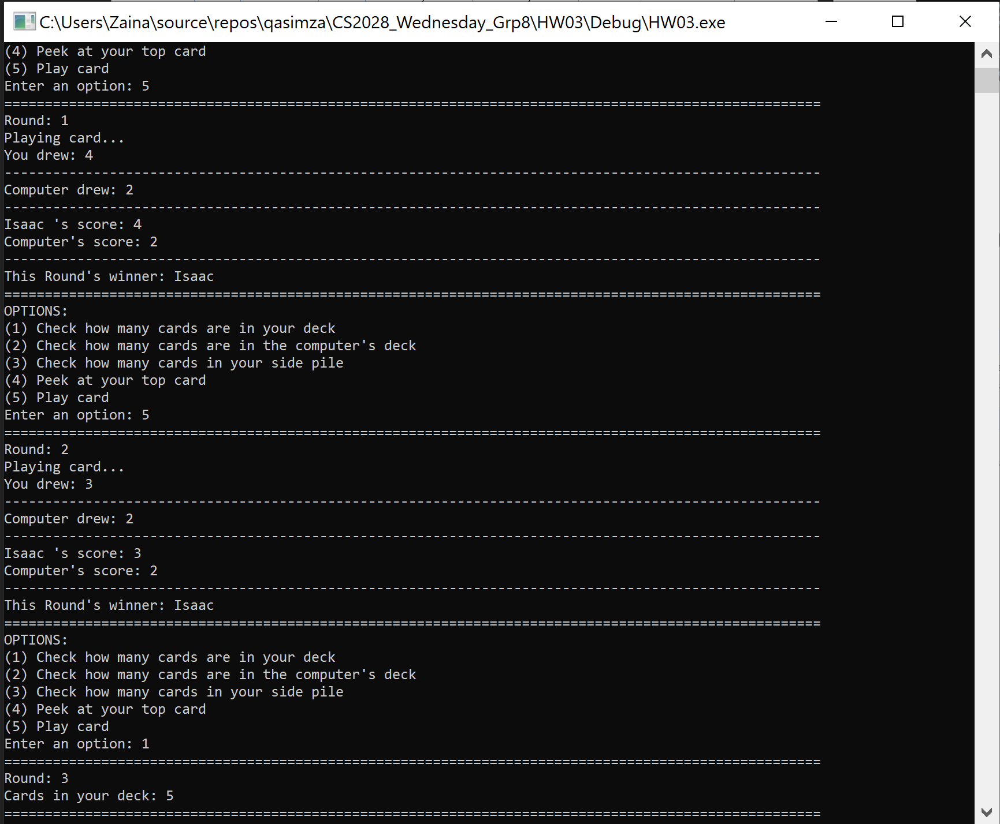 C:\Users\Zaina\source\repos\qasimza\CS2028_Wednesday_Grp8\HW03\Debug\HW03.exe
(4) Peek at your top card
(5) Play card
Enter an option: 5
=====================================================================================================
Round: 1
Playing card...
You drew: 4
-----------------------------------------------------------------------------------------------------
Computer drew: 2
-----------------------------------------------------------------------------------------------------
Isaac 's score: 4
Computer's score: 2
-----------------------------------------------------------------------------------------------------
This Round's winner: Isaac
=====================================================================================================
OPTIONS:
(1) Check how many cards are in your deck
(2) Check how many cards are in the computer's deck
(3) Check how many cards in your side pile
(4) Peek at your top card
(5) Play card
Enter an option: 5
=====================================================================================================
Round: 2
Playing card...
You drew: 3
-----------------------------------------------------------------------------------------------------
Computer drew: 2
-----------------------------------------------------------------------------------------------------
Isaac 's score: 3
Computer's score: 2
-----------------------------------------------------------------------------------------------------
This Round's winner: Isaac
=====================================================================================================
OPTIONS:
(1) Check how many cards are in your deck
(2) Check how many cards are in the computer's deck
(3) Check how many cards in your side pile
(4) Peek at your top card
(5) Play card
Enter an option: 1
=====================================================================================================
Round: 3
Cards in your deck: 5
=====================================================================================================